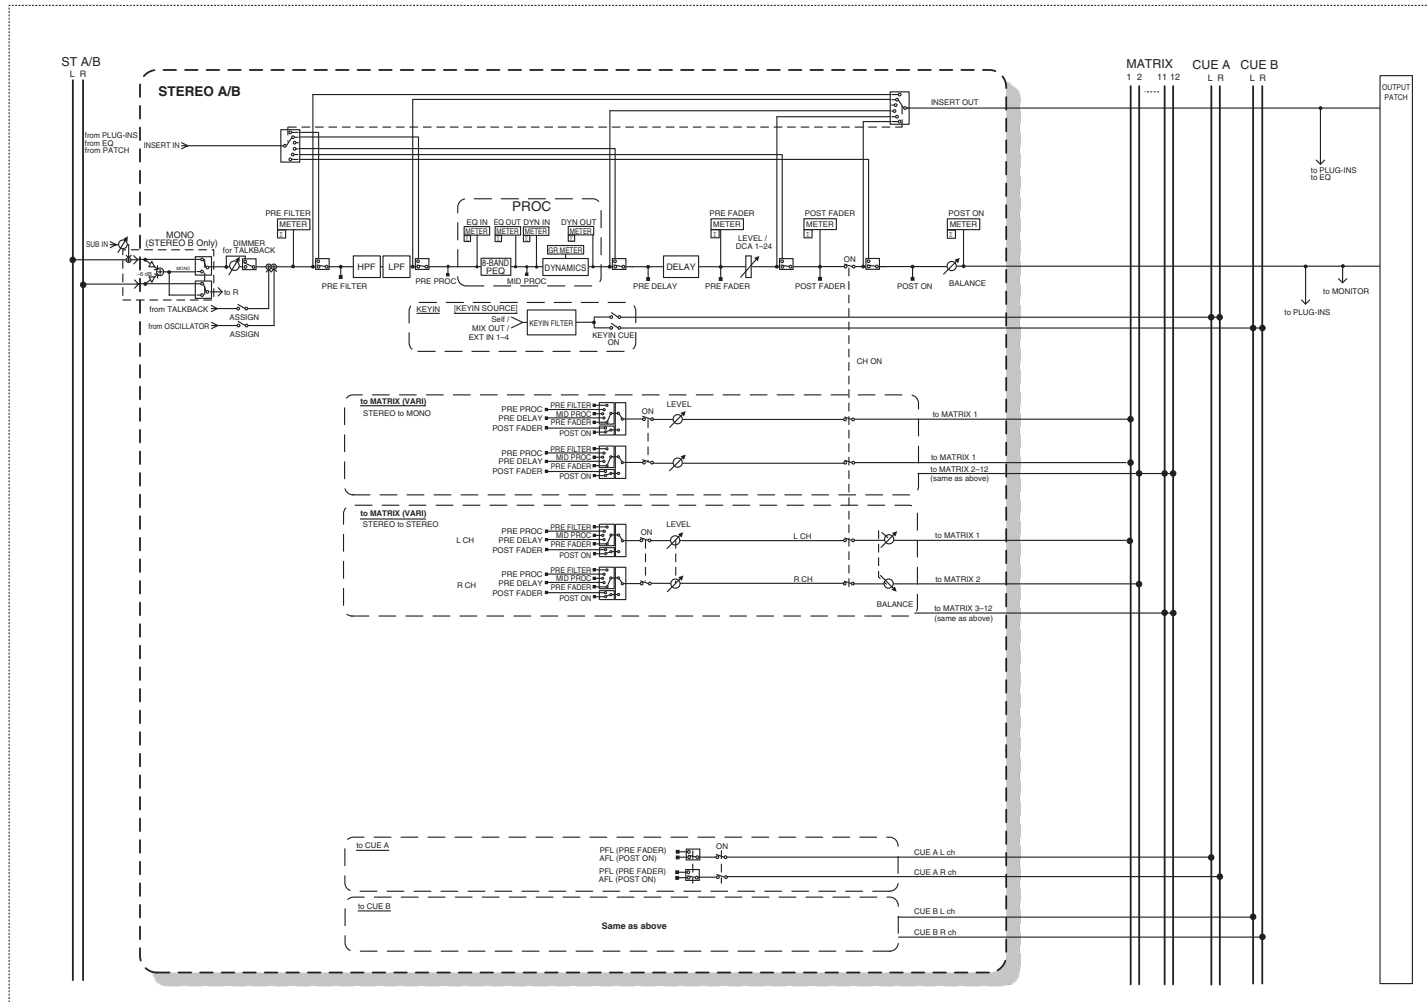 ST A/B
L R
STEREO A/B
MATRIX
1 2 ····· 11 12
CUE A
L R
CUE B
L R
OUTPUT
PATCH
INSERT OUT
from PLUG-INS
from EQ
from PATCH
INSERT IN
to PLUG-INS
to EQ
SUB IN
MONO
(STEREO B Only)
-6 dB
MONO
to R
DIMMER
for TALKBACK
PRE FILTER
METER
Σ
PRE FILTER
HPF
LPF
PRE PROC
PROC
EQ IN
METER
Σ
EQ OUT
METER
Σ
DYN IN
METER
Σ
DYN OUT
METER
Σ
GR METER
8-BAND
PEQ
MID PROC
DYNAMICS
PRE DELAY
DELAY
PRE FADER
METER
Σ
PRE FADER
LEVEL /
DCA 1–24
POST FADER
METER
Σ
POST FADER
ON
POST ON
POST ON
METER
Σ
BALANCE
to MONITOR
to PLUG-INS
from TALKBACK
ASSIGN
from OSCILLATOR
ASSIGN
KEYIN
[KEYIN SOURCE]
Self /
MIX OUT /
EXT IN 1–4
KEYIN FILTER
KEYIN CUE
ON
CH ON
to MATRIX (VARI)
STEREO to MONO
PRE FILTER
PRE PROC
MID PROC
PRE DELAY
PRE FADER
POST FADER
POST ON
ON
LEVEL
to MATRIX 1
PRE FILTER
PRE PROC
MID PROC
PRE DELAY
PRE FADER
POST FADER
POST ON
to MATRIX 1
to MATRIX 2–12
(same as above)
to MATRIX (VARI)
STEREO to STEREO
L CH
PRE FILTER
PRE PROC
MID PROC
PRE DELAY
PRE FADER
POST FADER
POST ON
ON
LEVEL
L CH
to MATRIX 1
R CH
PRE FILTER
PRE PROC
MID PROC
PRE DELAY
PRE FADER
POST FADER
POST ON
R CH
to MATRIX 2
BALANCE
to MATRIX 3–12
(same as above)
to CUE A
PFL (PRE FADER)
AFL (POST ON)
ON
CUE A L ch
PFL (PRE FADER)
AFL (POST ON)
CUE A R ch
to CUE B
Same as above
CUE B L ch
CUE B R ch